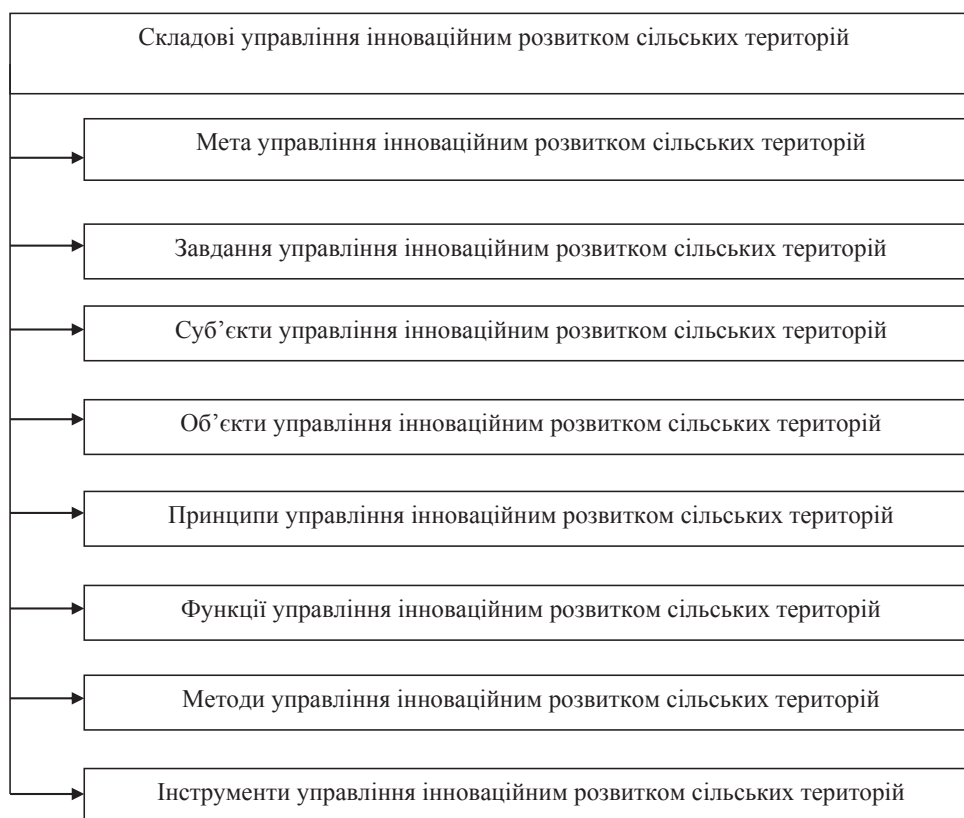 Складові управління інноваційним розвитком сільських територій
Мета управління інноваційним розвитком сільських територій
Завдання управління інноваційним розвитком сільських територій
Суб’єкти управління інноваційним розвитком сільських територій
Об’єкти управління інноваційним розвитком сільських територій
Принципи управління інноваційним розвитком сільських територій
Функції управління інноваційним розвитком сільських територій
Методи управління інноваційним розвитком сільських територій
Інструменти управління інноваційним розвитком сільських територій